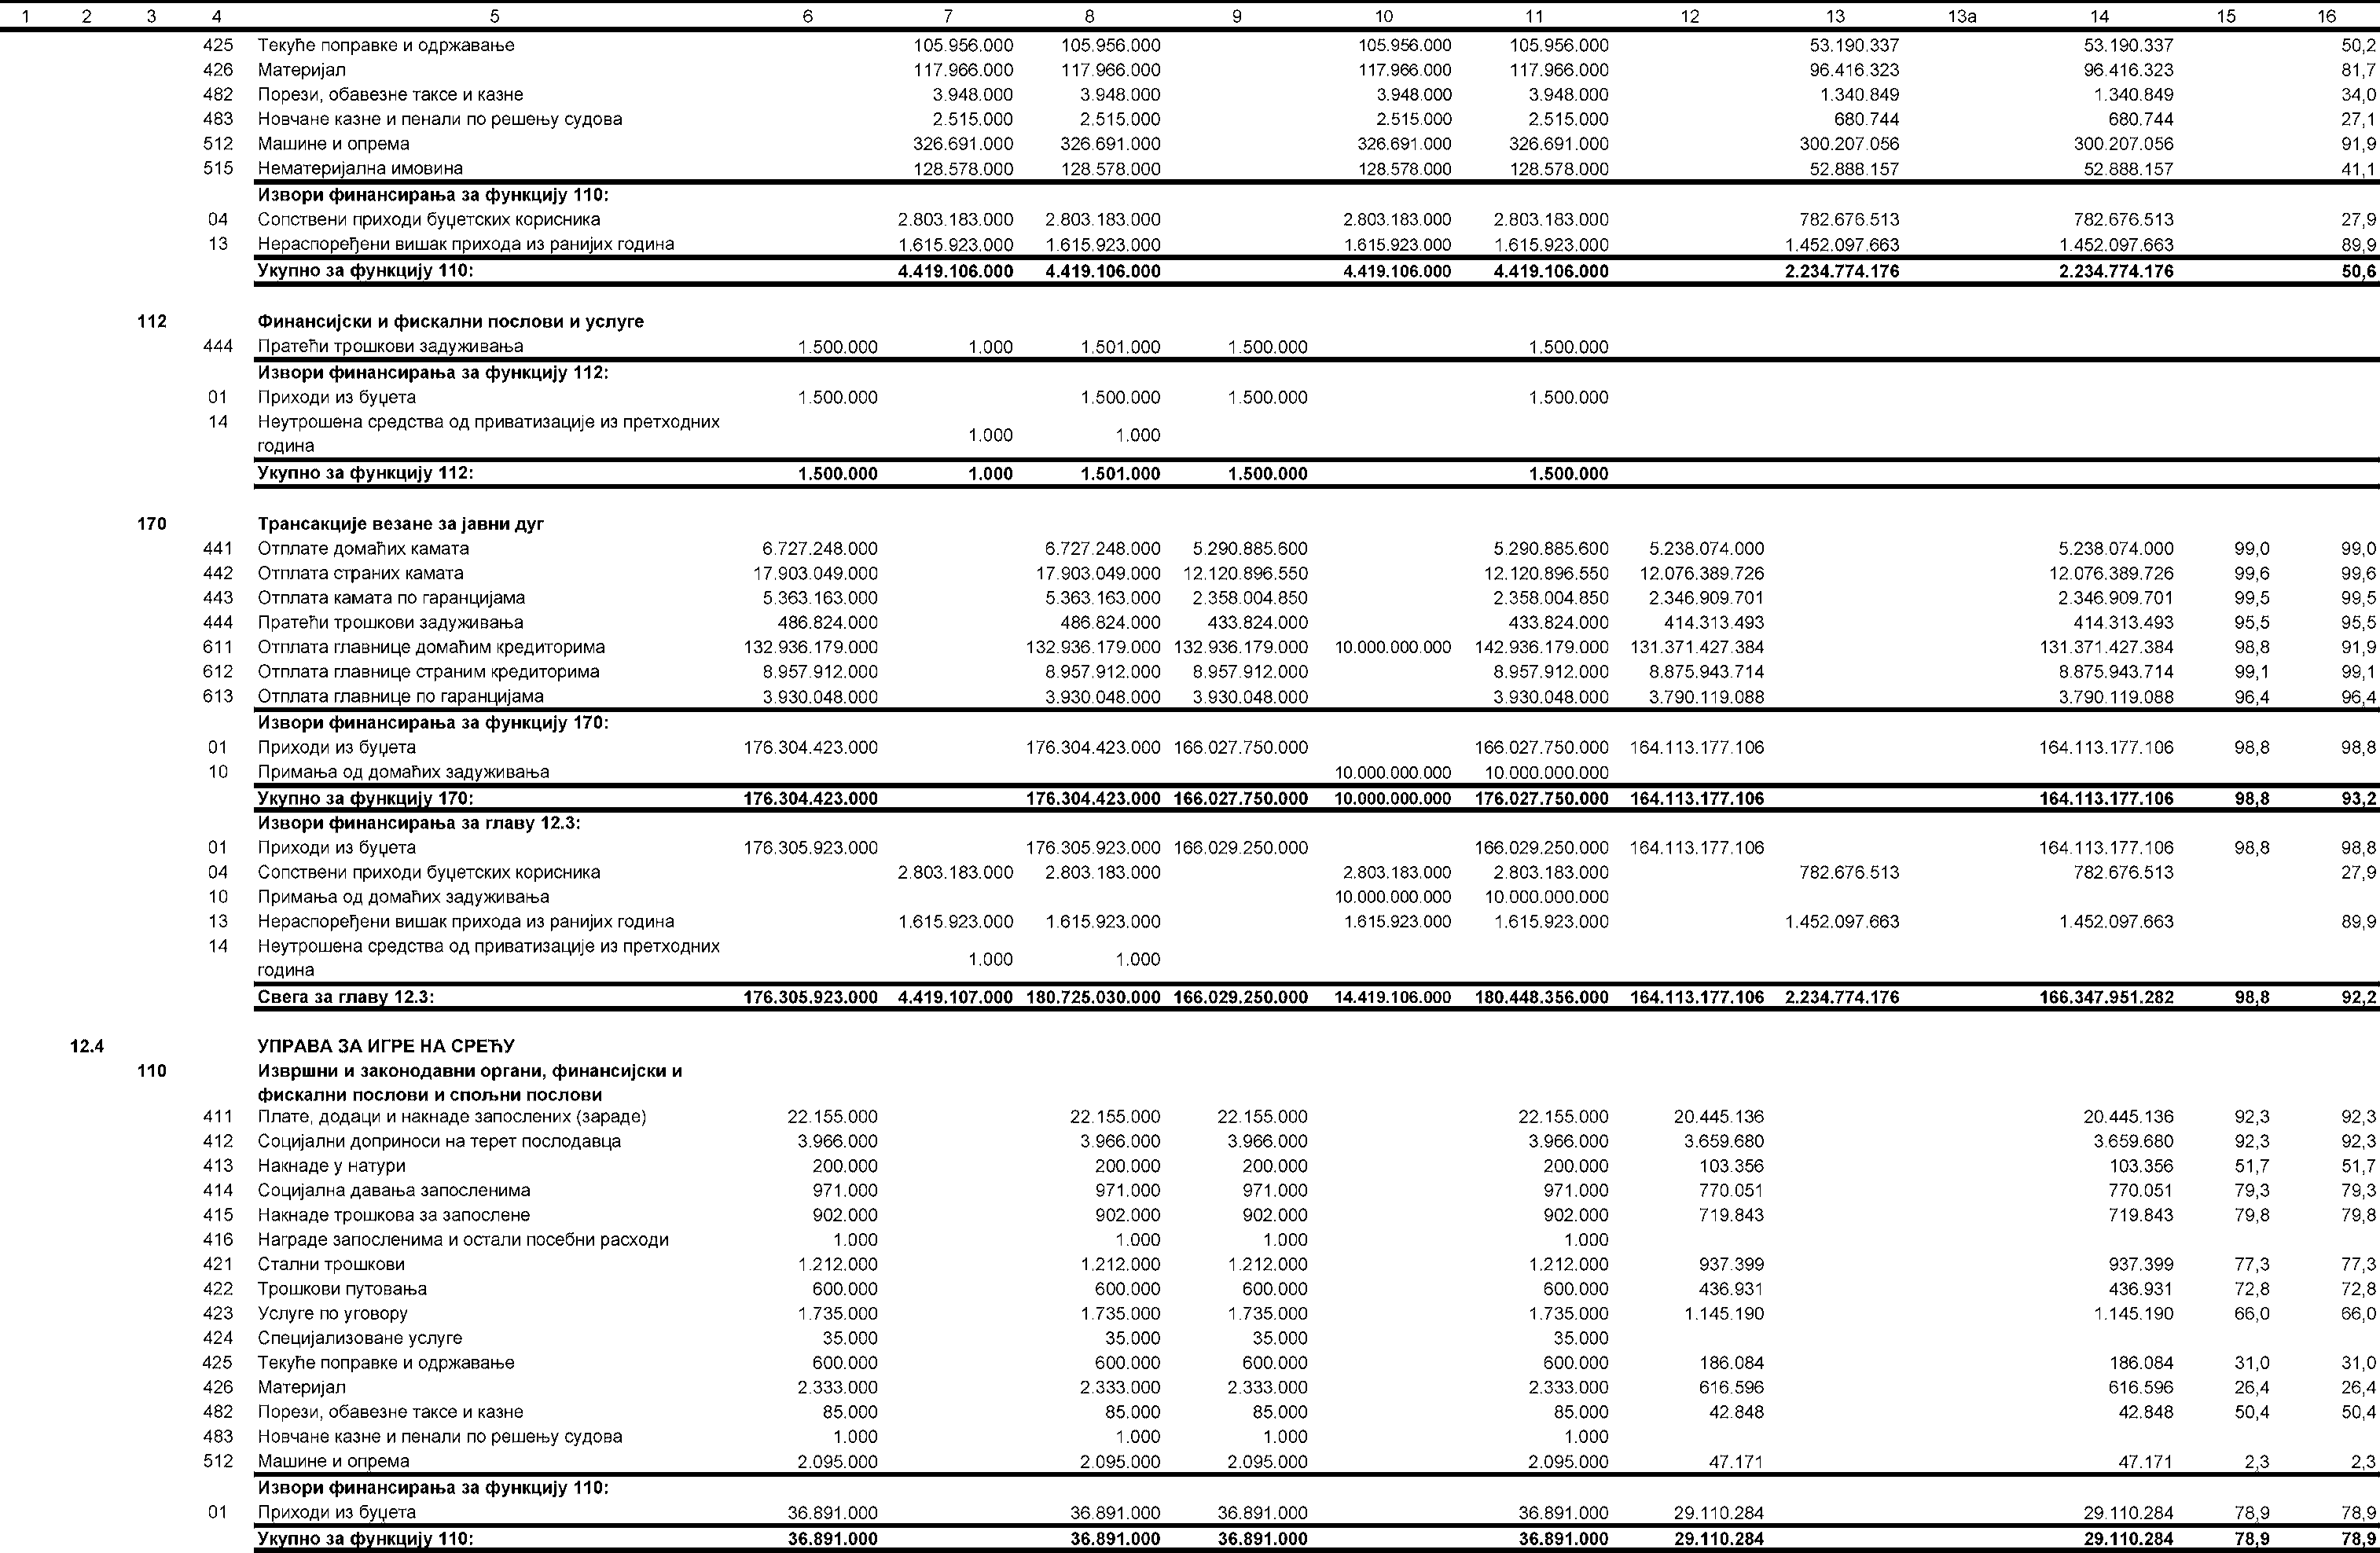 1 2 3 4 5 6 7 8 9 10 11 12 13 13a 14 15 16
425 Текуће поправке и одржавање 105.956.000 105.956.000 105.956.000 105.956.000 53.190.337 53.190.337 50,2
426 Материјал 117.966.000 117.966.000 117.966.000 117.966.000 96.416.323 96.416.323 81,7
482 Порези, обавезне таксе и казне 3.948.000 3.948.000 3.948.000 3.948.000 1.340.849 1.340.849 34,0
483 Новчане казне и пенали по решењу судова 2.515.000 2.515.000 2.515.000 2.515.000 680.744 680.744 27,1
512 Машине и опрема 326.691.000 326.691.000 326.691.000 326.691.000 300.207.056 300.207.056 91,9
515 Нематеријална имовина 128.578.000 128.578.000 128.578.000 128.578.000 52.888.157 52.888.157 41,1
Извори финансирања за функцију 110:
04 Сопствени приходи буџетских корисника 2.803.183.000 2.803.183.000 2.803.183.000 2.803.183.000 782.676.513 782.676.513 27,9
13 Нераспоређени вишак прихода из ранијих година 1.615.923.000 1.615.923.000 1.615.923.000 1.615.923.000 1.452.097.663 1.452.097.663 89,9
Укупно за функцију 110: 4.419.106.000 4.419.106.000 4.419.106.000 4.419.106.000 2.234.774.176 2.234.774.176 50,6
112 Финансијски и фискални послови и услуге
444 Пратећи трошкови задуживања 1.500.000 1.000 1.501.000 1.500.000 1.500.000
Извори финансирања за функцију 112:
01 Приходи из буџета 1.500.000 1.500.000 1.500.000 1.500.000
14 Неутрошена средства од приватизације из претходних
година 1.000 1.000
Укупно за функцију 112: 1.500.000 1.000 1.501.000 1.500.000 1.500.000
170 Трансакције везане за јавни дуг
441 Отплате домаћих камата 6.727.248.000 6.727.248.000 5.290.885.600 5.290.885.600 5.238.074.000 5.238.074.000 99,0 99,0
442 Отплата страних камата 17.903.049.000 17.903.049.000 12.120.896.550 12.120.896.550 12.076.389.726 12.076.389.726 99,6 99,6
443 Отплата камата по гаранцијама 5.363.163.000 5.363.163.000 2.358.004.850 2.358.004.850 2.346.909.701 2.346.909.701 99,5 99,5
444 Пратећи трошкови задуживања 486.824.000 486.824.000 433.824.000 433.824.000 414.313.493 414.313.493 95,5 95,5
611 Отплата главнице домаћим кредиторима 132.936.179.000 132.936.179.000 132.936.179.000 10.000.000.000 142.936.179.000 131.371.427.384 131.371.427.384 98,8 91,9
612 Отплата главнице страним кредиторима 8.957.912.000 8.957.912.000 8.957.912.000 8.957.912.000 8.875.943.714 8.875.943.714 99,1 99,1
613 Отплата главнице по гаранцијама 3.930.048.000 3.930.048.000 3.930.048.000 3.930.048.000 3.790.119.088 3.790.119.088 96,4 96,4
Извори финансирања за функцију 170:
01 Приходи из буџета 176.304.423.000 176.304.423.000 166.027.750.000 166.027.750.000 164.113.177.106 164.113.177.106 98,8 98,8
10 Примања од домаћих задуживања 10.000.000.000 10.000.000.000
Укупно за функцију 170: 176.304.423.000 176.304.423.000 166.027.750.000 10.000.000.000 176.027.750.000 164.113.177.106 164.113.177.106 98,8 93,2
Извори финансирања за главу 12.3:
01 Приходи из буџета 176.305.923.000 176.305.923.000 166.029.250.000 166.029.250.000 164.113.177.106 164.113.177.106 98,8 98,8
04 Сопствени приходи буџетских корисника 2.803.183.000 2.803.183.000 2.803.183.000 2.803.183.000 782.676.513 782.676.513 27,9
10 Примања од домаћих задуживања 10.000.000.000 10.000.000.000
13 Нераспоређени вишак прихода из ранијих година 1.615.923.000 1.615.923.000 1.615.923.000 1.615.923.000 1.452.097.663 1.452.097.663 89,9
14 Неутрошена средства од приватизације из претходних
година 1.000 1.000
Свега за главу 12.3: 176.305.923.000 4.419.107.000 180.725.030.000 166.029.250.000 14.419.106.000 180.448.356.000 164.113.177.106 2.234.774.176 166.347.951.282 98,8 92,2
12.4 УПРАВА ЗА ИГРЕ НА СРЕЋУ
110 Извршни и законодавни органи, финансијски и
фискални послови и спољни послови
411 Плате, додаци и накнаде запослених (зараде) 22.155.000 22.155.000 22.155.000 22.155.000 20.445.136 20.445.136 92,3 92,3
412 Социјални доприноси на терет послодавца 3.966.000 3.966.000 3.966.000 3.966.000 3.659.680 3.659.680 92,3 92,3
413 Накнаде у натури 200.000 200.000 200.000 200.000 103.356 103.356 51,7 51,7
414 Социјална давања запосленима 971.000 971.000 971.000 971.000 770.051 770.051 79,3 79,3
415 Накнаде трошкова за запослене 902.000 902.000 902.000 902.000 719.843 719.843 79,8 79,8
416 Награде запосленима и остали посебни расходи 1.000 1.000 1.000 1.000
421 Стални трошкови 1.212.000 1.212.000 1.212.000 1.212.000 937.399 937.399 77,3 77,3
422 Трошкови путовања 600.000 600.000 600.000 600.000 436.931 436.931 72,8 72,8
423 Услуге по уговору 1.735.000 1.735.000 1.735.000 1.735.000 1.145.190 1.145.190 66,0 66,0
424 Специјализоване услуге 35.000 35.000 35.000 35.000
425 Текуће поправке и одржавање 600.000 600.000 600.000 600.000 186.084 186.084 31,0 31,0
426 Материјал 2.333.000 2.333.000 2.333.000 2.333.000 616.596 616.596 26,4 26,4
482 Порези, обавезне таксе и казне 85.000 85.000 85.000 85.000 42.848 42.848 50,4 50,4
483 Новчане казне и пенали по решењу судова 1.000 1.000 1.000 1.000
512 Машине и опрема 2.095.000 2.095.000 2.095.000 2.095.000 47.171 47.171 2,3 2,3
Извори финансирања за функцију 110:
01 Приходи из буџета 36.891.000 36.891.000 36.891.000 36.891.000 29.110.284 29.110.284 78,9 78,9
Укупно за функцију 110: 36.891.000 36.891.000 36.891.000 36.891.000 29.110.284 29.110.284 78,9 78,9